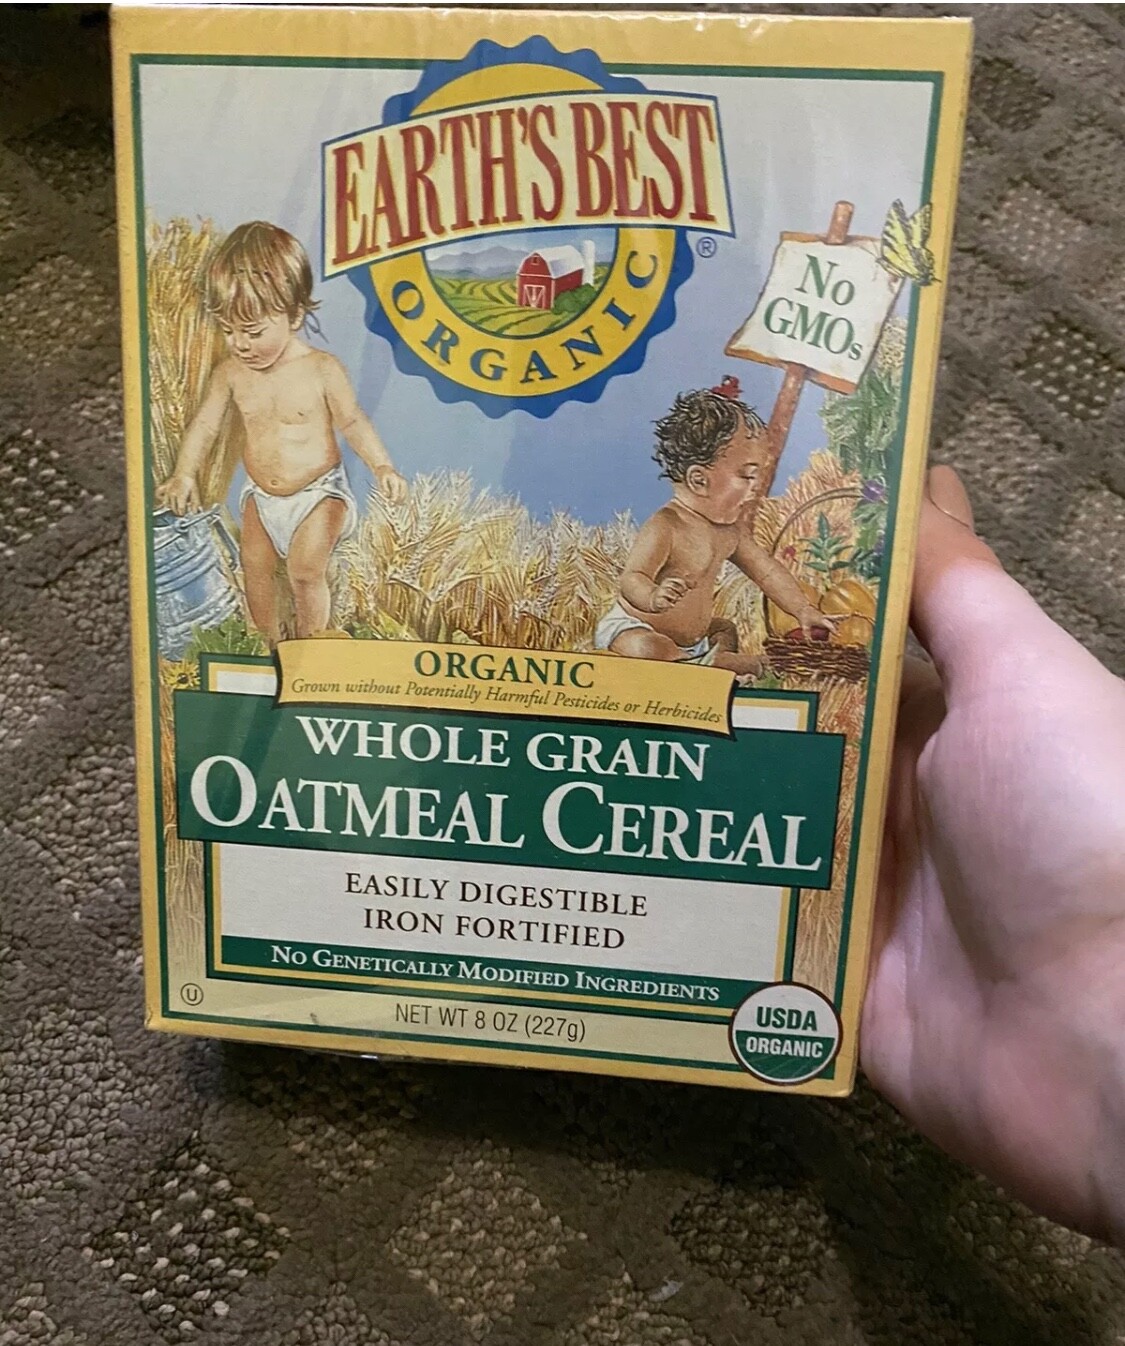 EARTH'S BEST
®
ORGANIC
No
GMOs
ORGANIC
Grown without Potentially Harmful Pesticides or Herbicides
WHOLE GRAIN
OATMEAL CEREAL
EASILY DIGESTIBLE
IRON FORTIFIED
NO GENETICALLY MODIFIED INGREDIENTS
U
NET WT 8 OZ (227g)
USDA
ORGANIC